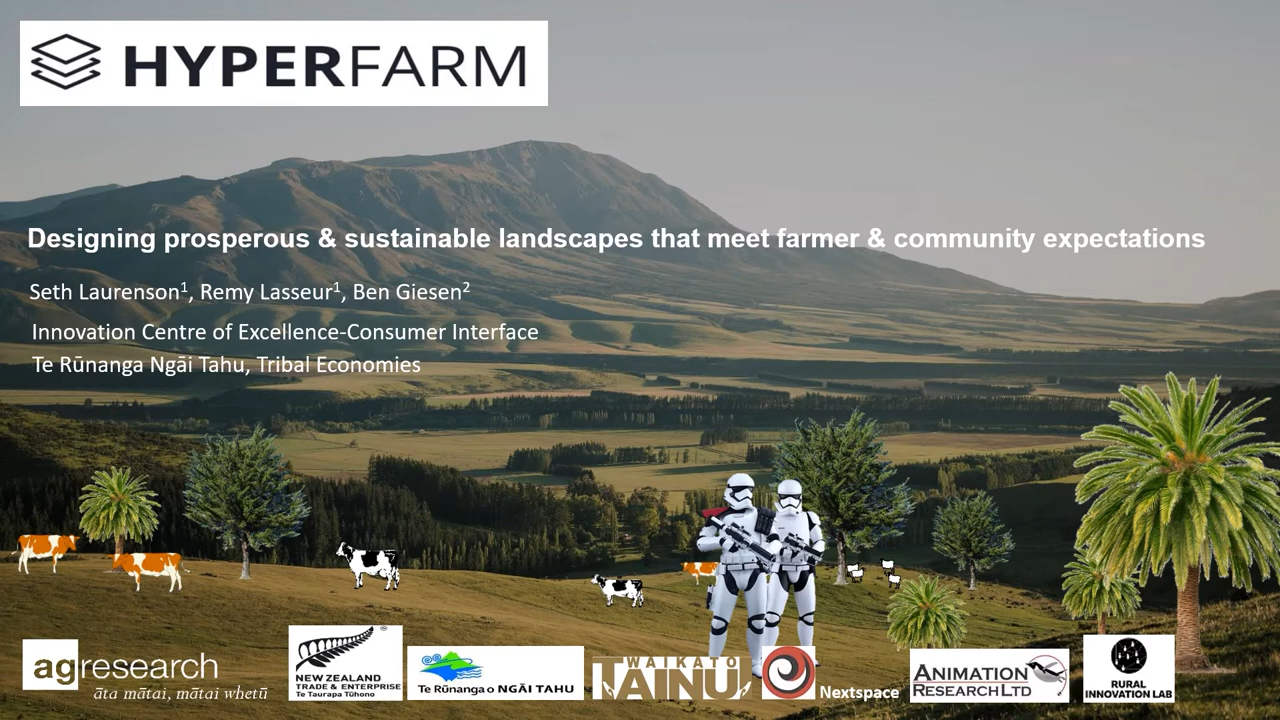 HYPERFARM
Designing prosperous & sustainable landscapes that meet farmer & community expectations
Seth Laurenson1, Remy Lasseur1, Ben Giesen2
Innovation Centre of Excellence-Consumer Interface
Te Rūnanga Ngāi Tahu, Tribal Economies
agresearch
āta mātai, mātai whetū
NEW ZEALAND
TRADE & ENTERPRISE
Te Taurapa Tūhono
Te Rūnanga o NGĀI TAHU
WAIKATO
TAINUI
Nextspace
ANIMATION
RESEARCH LTD
RURAL
INNOVATION LAB